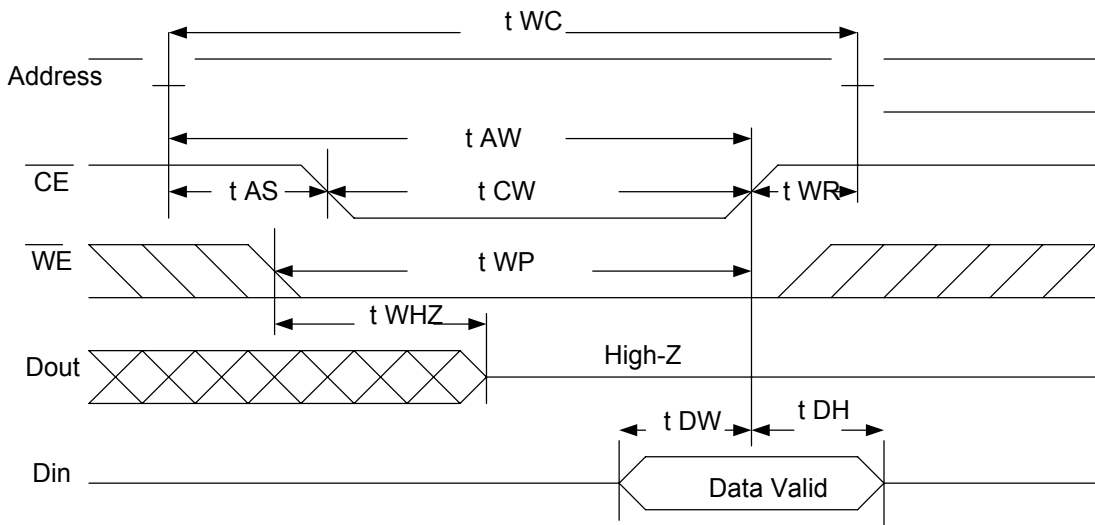 t WC
Address
t AW
CE
t AS
t CW
t WR
WE
t WP
t WHZ
Dout
High-Z
t DW
t DH
Din
Data Valid